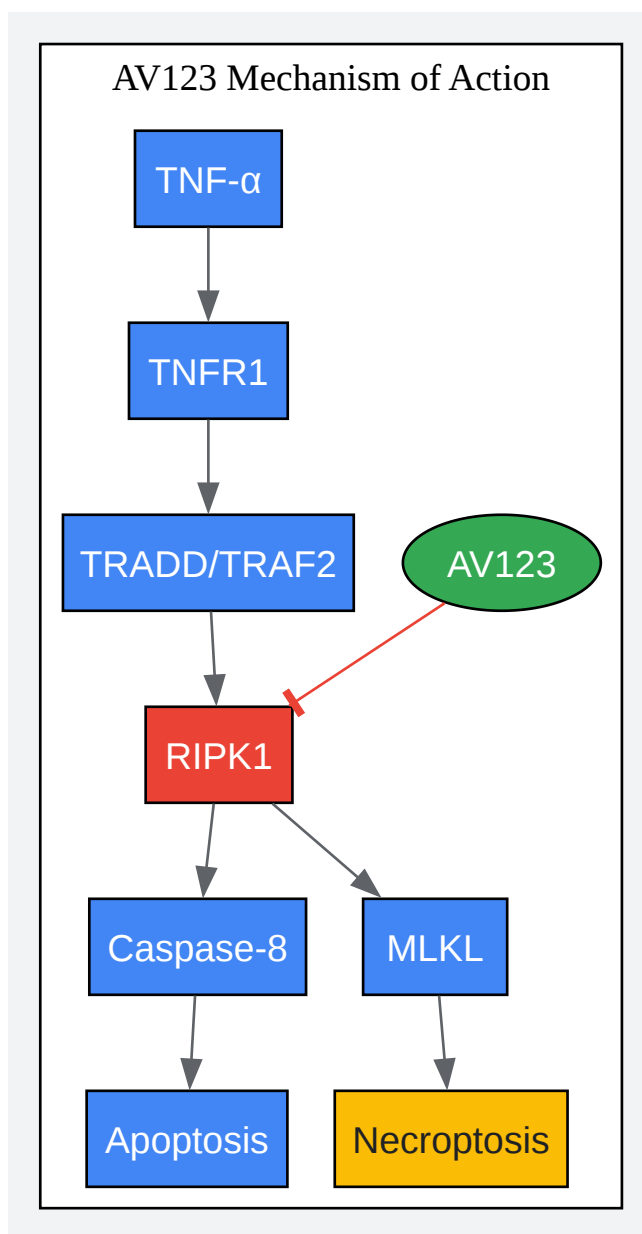 AV123 Mechanism of Action
TNF-α
TNFR1
TRADD/TRAF2
AV123
RIPK1
Caspase-8
MLKL
Apoptosis
Necroptosis